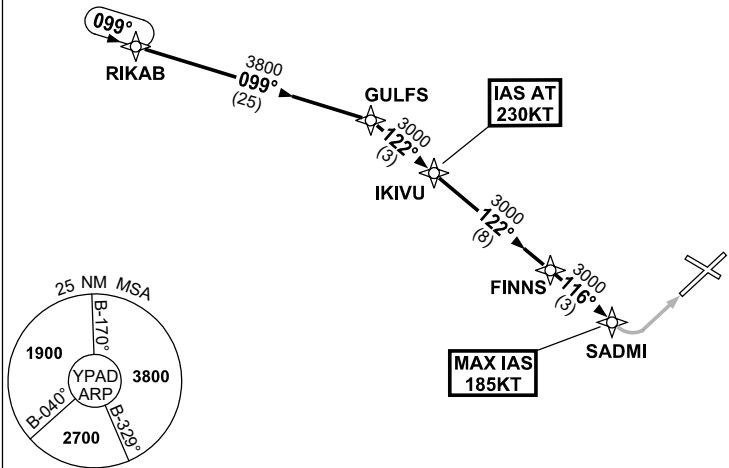 099°
RIKAB
3800
099°
(25)
GULFS
3000
122°
(3)
IKIVU
IAS AT
230KT
3000
122°
(8)
FINNS
3000
116°
(3)
SADMI
MAX IAS
185KT
25 NM MSA
B-170°
1900
3800
YPAD
ARP
B-040°
B-329°
2700